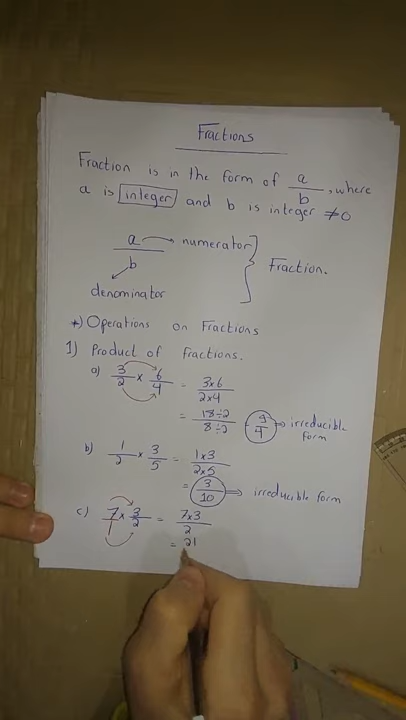 Fractions
Fraction is in the form of a/b, where
a is integer and b is integer ≠0
a → numerator
b
Fraction.
denominator
*) Operations on Fractions
1) Product of fractions.
a) 3/2 × 6/4 = 3×6/2×4
= 18÷2/8÷2 = 9/4 → irreducible form
b) 1/2 × 3/5 = 1×3/2×5
= 3/10 → irreducible form
c) 7/1 × 3/2 = 7×3/2
= 21